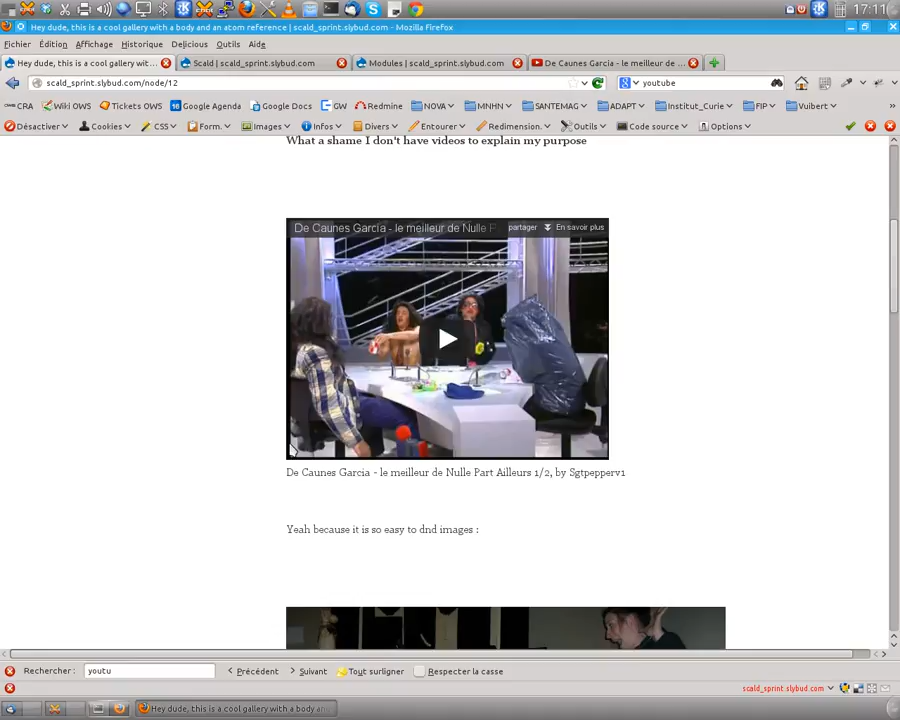 17:11
Hey dude, this is a cool gallery with a body and an atom reference | scald_sprint.slybud.com - Mozilla Firefox
Fichier Édition Affichage Historique Delicious Outils Aide
Hey dude, this is a cool gallery wit... Scald | scald_sprint.slybud.com Modules | scald_sprint.slybud.com De Caunes Garcia - le meilleur de ...
scald_sprint.slybud.com/node/12 youtube
CRA Wiki OWS Tickets OWS Google Agenda Google Docs GW Redmine NOVA MNHN SANTEMAG ADAPT Institut_Curie FIP Vuibert
Désactiver Cookies CSS Form. Images Infos Divers Entourer Redimension. Outils Code source Options
What a shame I don't have videos to explain my purpose
De Caunes Garcia - le meilleur de Nulle P partager En savoir plus
De Caunes Garcia - le meilleur de Nulle Part Ailleurs 1/2, by Sgtpepperv1
Yeah because it is so easy to dnd images :
Rechercher : youtu Précédent Suivant Tout surligner Respecter la casse
scald_sprint.slybud.com
Hey dude, this is a cool gallery with a body an